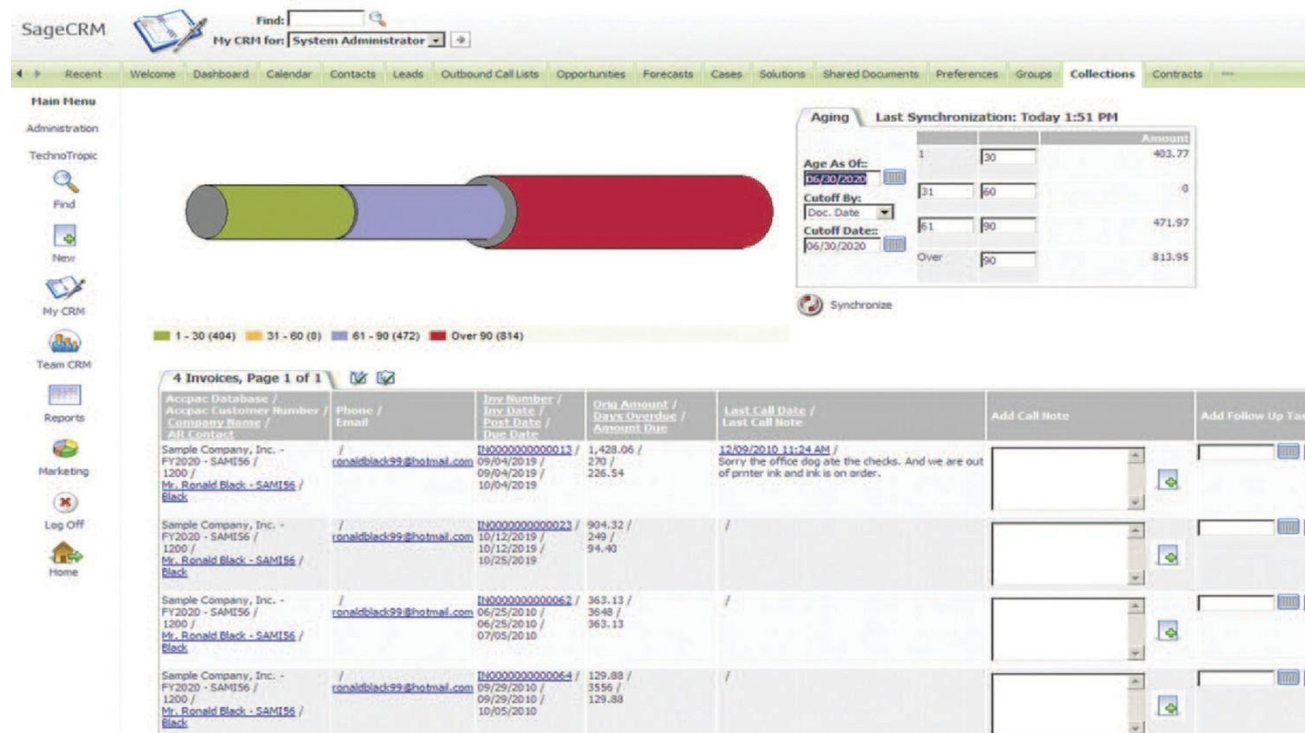 SageCRM
Find:
My CRM for: System Administrator
Recent Welcome Dashboard Calendar Contacts Leads Outbound Call Lists Opportunities Forecasts Cases Solutions Shared Documents Preferences Groups Collections Contracts
Main Menu
Administration
TechnoTropic
Find
New
My CRM
Team CRM
Reports
Marketing
Log Off
Home
Aging Last Synchronization: Today 1:51 PM
Amount
Age As Of::
06/30/2020
Cutoff By:
Doc. Date
Cutoff Date::
06/30/2020
1 30 403.77
31 60 0
61 90 471.97
Over 90 813.95
Synchronize
1 - 30 (404) 31 - 60 (0) 61 - 90 (472) Over 90 (814)
4 Invoices, Page 1 of 1
Accpac Database /
Accpac Customer Number /
Company Name /
AR Contact
Phone /
Email
Inv Number /
Inv Date /
Post Date /
Due Date
Orig Amount /
Days Overdue /
Amount Due
Last Call Date /
Last Call Note
Add Call Note
Add Follow Up Tas
Sample Company, Inc. -
FY2020 - SAMI56 /
1200 /
Mr. Ronald Black - SAMI56 /
Black
/
ronaldblack99@hotmail.com
IN0000000000013 /
09/04/2019 /
09/04/2019 /
10/04/2019
1,428.06 /
270 /
226.54
12/09/2010 11:24 AM /
Sorry the office dog ate the checks. And we are out
of prnter ink and ink is on order.
Sample Company, Inc. -
FY2020 - SAMI56 /
1200 /
Mr. Ronald Black - SAMI56 /
Black
/
ronaldblack99@hotmail.com
IN0000000000023 /
10/12/2019 /
10/12/2019 /
10/25/2019
904.32 /
249 /
94.40
/
Sample Company, Inc. -
FY2020 - SAMI56 /
1200 /
Mr. Ronald Black - SAMI56 /
Black
/
ronaldblack99@hotmail.com
IN0000000000062 /
06/25/2010 /
06/25/2010 /
07/05/2010
363.13 /
3648 /
363.13
/
Sample Company, Inc. -
FY2020 - SAMI56 /
1200 /
Mr. Ronald Black - SAMI56 /
Black
/
ronaldblack99@hotmail.com
IN0000000000064 /
09/29/2010 /
09/29/2010 /
10/05/2010
129.88 /
3556 /
129.88
/